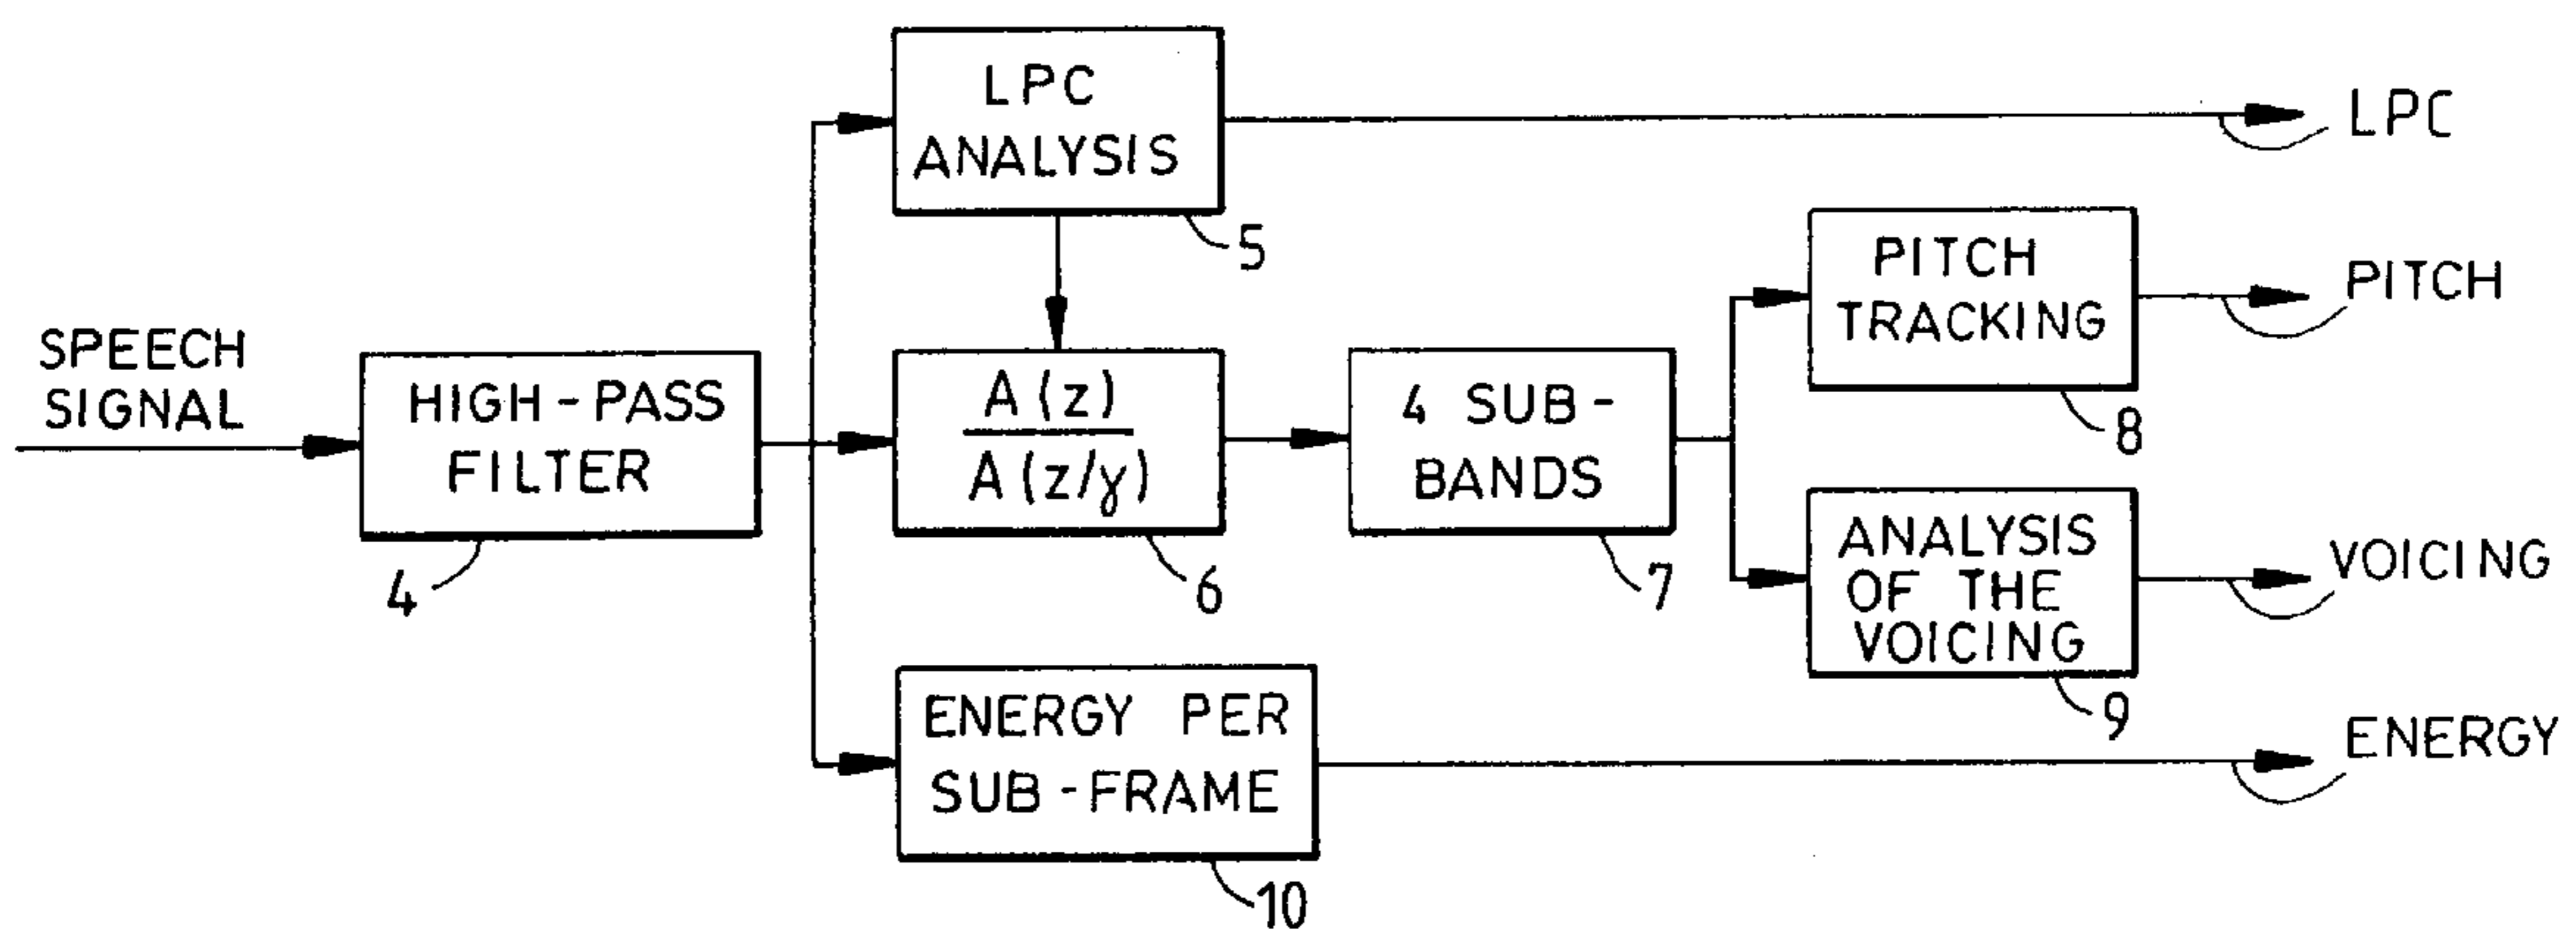 LPC
ANALYSIS
5
LPC
SPEECH
SIGNAL
HIGH-PASS
FILTER
4
A(z)
A(z/γ)
6
4 SUB-
BANDS
7
PITCH
TRACKING
8
PITCH
ANALYSIS
OF THE
VOICING
9
VOICING
ENERGY PER
SUB-FRAME
10
ENERGY